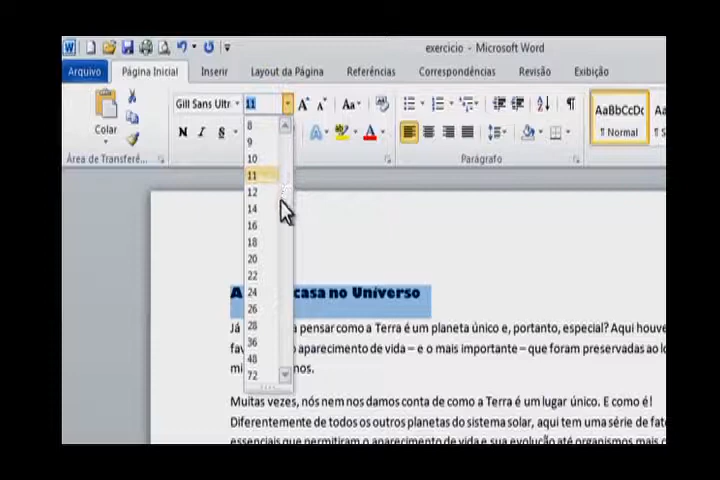 exercicio - Microsoft Word
Arquivo Página Inicial Inserir Layout da Página Referências Correspondências Revisão Exibição
Gill Sans Ultr 11 Aa
Colar
N I S A A AaBbCcDc
¶ Normal
Área de Transferê... Parágrafo
8
9
10
11
12
14
16
18
20
22
24
26
28
36
48
72
A casa no Universo
Já a pensar como a Terra é um planeta único e, portanto, especial? Aqui houve
fav aparecimento de vida – e o mais importante – que foram preservadas ao lo
mi nos.
Muitas vezes, nós nem nos damos conta de como a Terra é um lugar único. E como é!
Diferentemente de todos os outros planetas do sistema solar, aqui tem uma série de fato
essenciais que permitiram o aparecimento de vida e sua evolução até organismos mais c